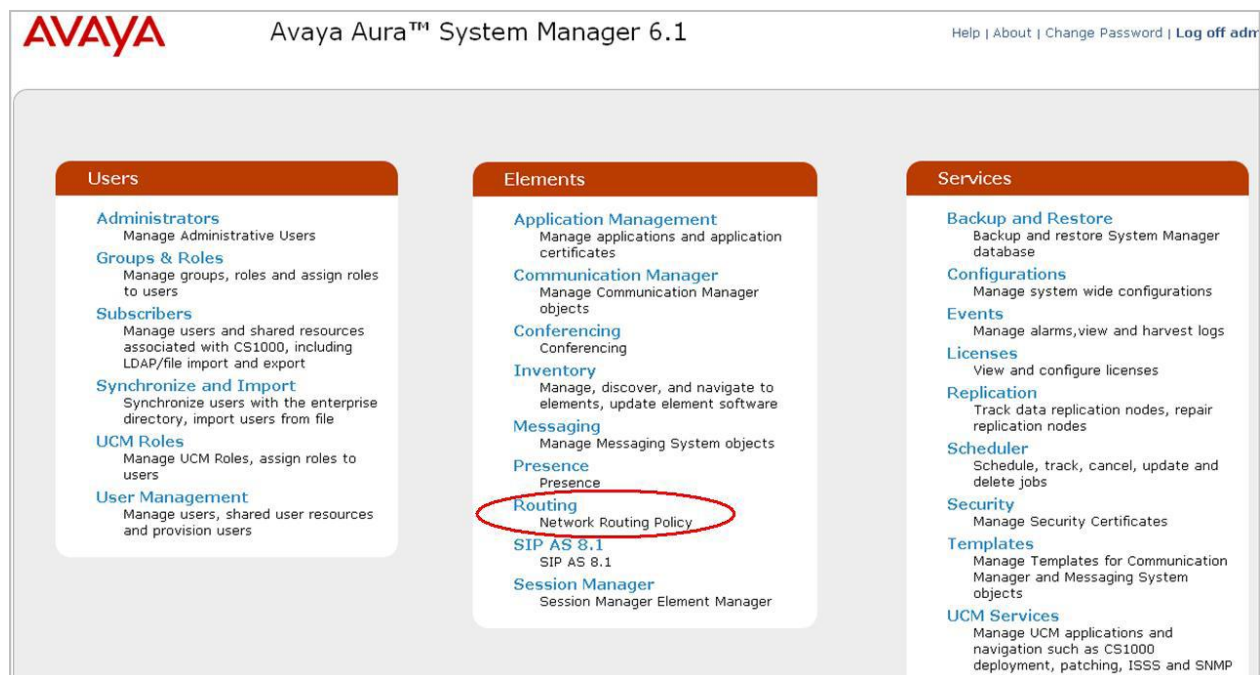 AVAYA
Avaya Aura™ System Manager 6.1
Help | About | Change Password | Log off adm
Users
Administrators
Manage Administrative Users
Groups & Roles
Manage groups, roles and assign roles
to users
Subscribers
Manage users and shared resources
associated with CS1000, including
LDAP/file import and export
Synchronize and Import
Synchronize users with the enterprise
directory, import users from file
UCM Roles
Manage UCM Roles, assign roles to
users
User Management
Manage users, shared user resources
and provision users
Elements
Application Management
Manage applications and application
certificates
Communication Manager
Manage Communication Manager
objects
Conferencing
Conferencing
Inventory
Manage, discover, and navigate to
elements, update element software
Messaging
Manage Messaging System objects
Presence
Presence
Routing
Network Routing Policy
SIP AS 8.1
SIP AS 8.1
Session Manager
Session Manager Element Manager
Services
Backup and Restore
Backup and restore System Manager
database
Configurations
Manage system wide configurations
Events
Manage alarms,view and harvest logs
Licenses
View and configure licenses
Replication
Track data replication nodes, repair
replication nodes
Scheduler
Schedule, track, cancel, update and
delete jobs
Security
Manage Security Certificates
Templates
Manage Templates for Communication
Manager and Messaging System
objects
UCM Services
Manage UCM applications and
navigation such as CS1000
deployment, patching, ISSS and SNMP